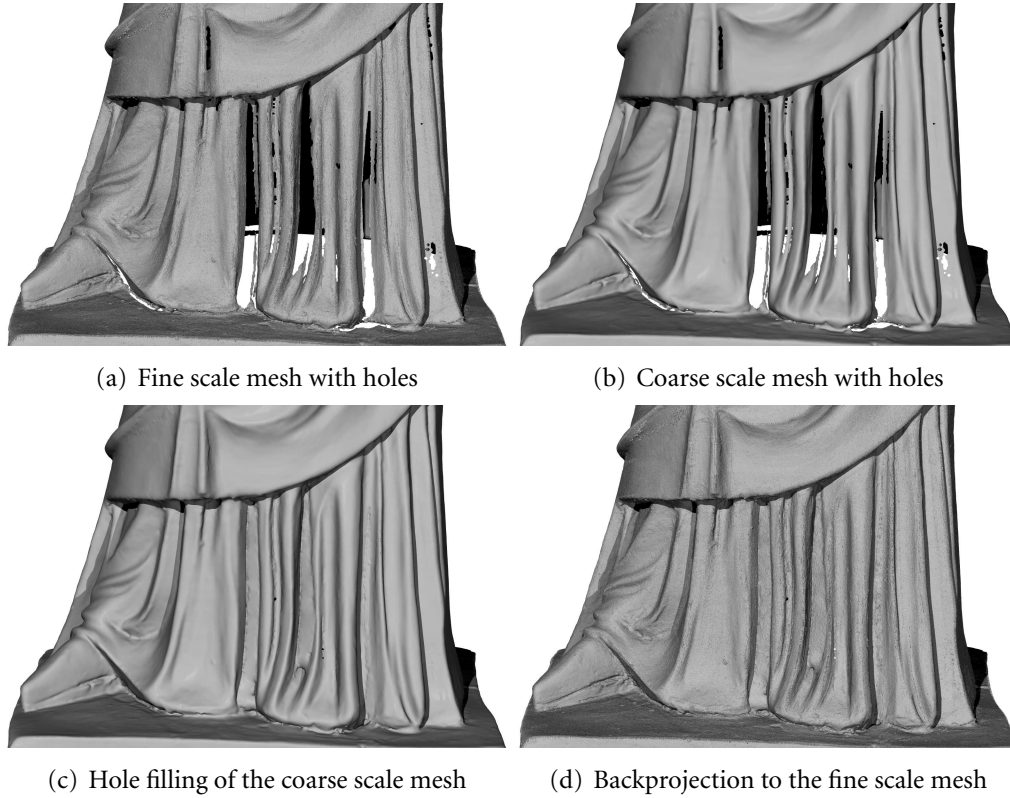 (a) Fine scale mesh with holes
(b) Coarse scale mesh with holes
(c) Hole filling of the coarse scale mesh
(d) Backprojection to the fine scale mesh